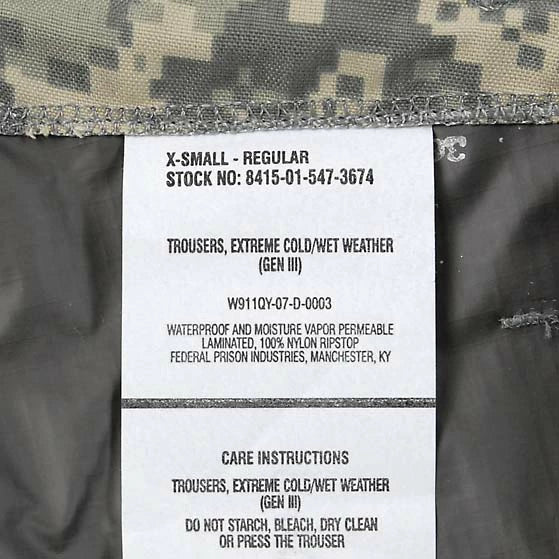 X-SMALL - REGULAR
STOCK NO: 8415-01-547-3674
TROUSERS, EXTREME COLD/WET WEATHER
(GEN III)
W911QY-07-D-0003
WATERPROOF AND MOISTURE VAPOR PERMEABLE
LAMINATED, 100% NYLON RIPSTOP
FEDERAL PRISON INDUSTRIES, MANCHESTER, KY
CARE INSTRUCTIONS
TROUSERS, EXTREME COLD/WET WEATHER
(GEN III)
DO NOT STARCH, BLEACH, DRY CLEAN
OR PRESS THE TROUSER